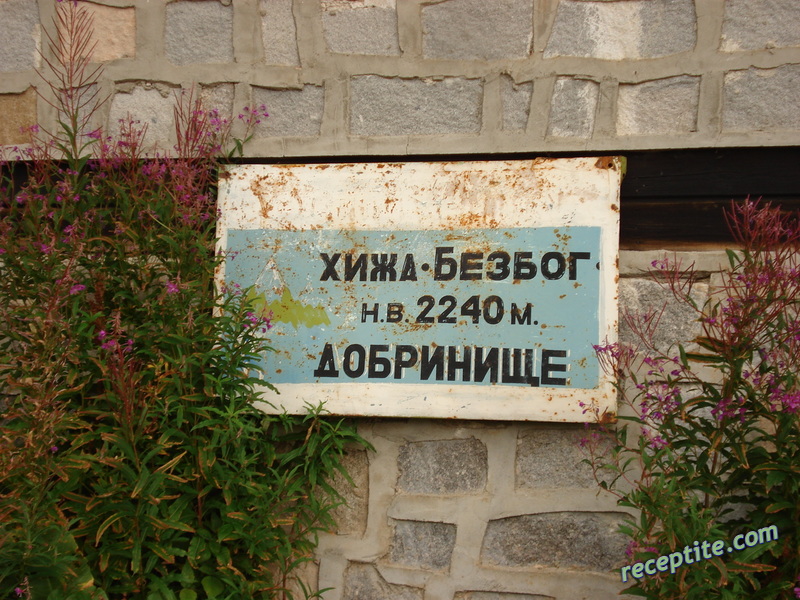 ХИЖА·БЕЗБОГ·
Н.В. 2240 М.
ДОБРИНИЩЕ
receptite.com